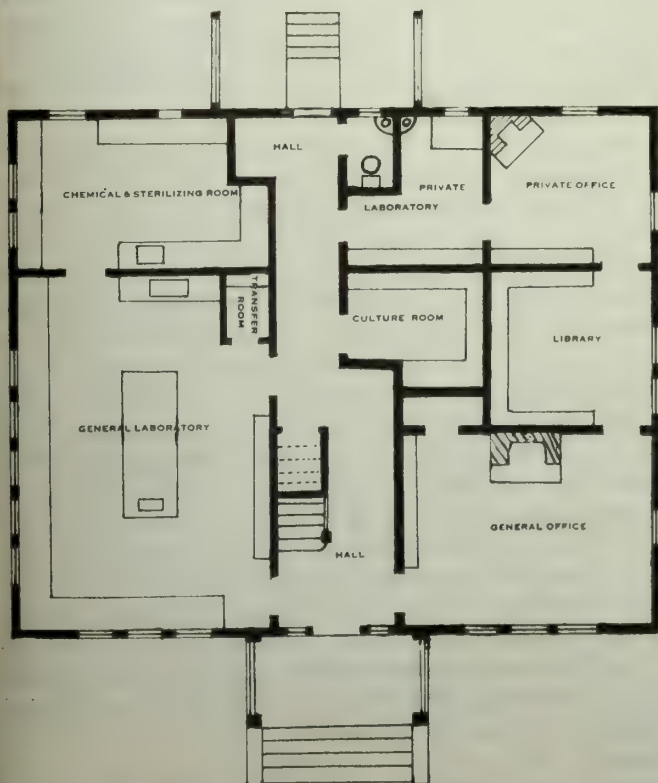 HALL
CHEMICAL & STERILIZING ROOM
PRIVATE
LABORATORY
PRIVATE OFFICE
TRANSFER
ROOM
CULTURE ROOM
LIBRARY
GENERAL LABORATORY
GENERAL OFFICE
HALL